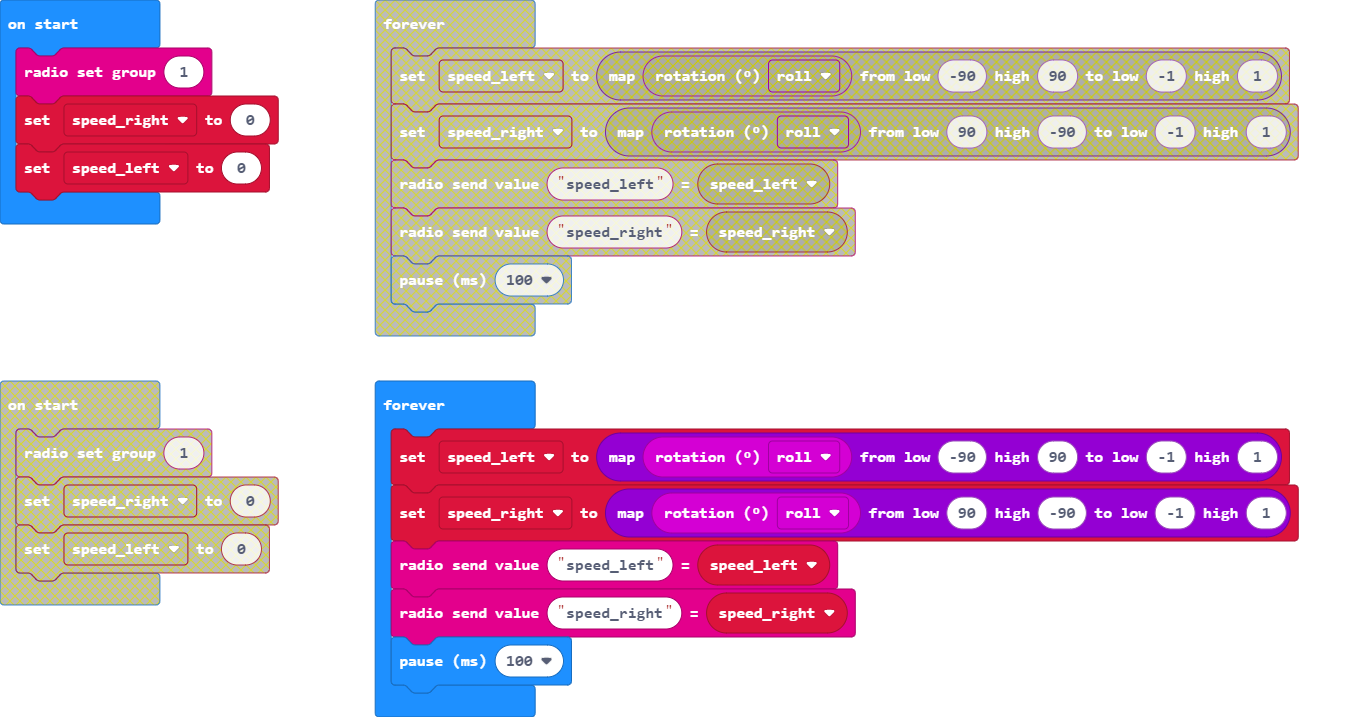 on start
radio set group 1
set speed_right to 0
set speed_left to 0
forever
set speed_left to map rotation (º) roll from low -90 high 90 to low -1 high 1
set speed_right to map rotation (º) roll from low 90 high -90 to low -1 high 1
radio send value "speed_left" = speed_left
radio send value "speed_right" = speed_right
pause (ms) 100
on start
radio set group 1
set speed_right to 0
set speed_left to 0
forever
set speed_left to map rotation (º) roll from low -90 high 90 to low -1 high 1
set speed_right to map rotation (º) roll from low 90 high -90 to low -1 high 1
radio send value "speed_left" = speed_left
radio send value "speed_right" = speed_right
pause (ms) 100